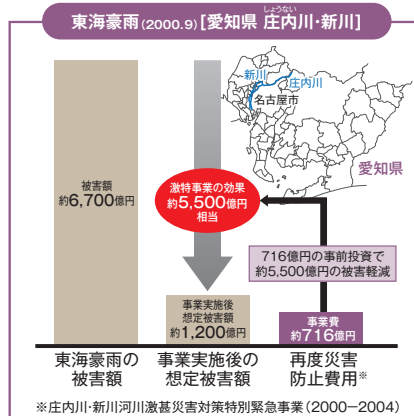 東海豪雨(2000.9)[愛知県 庄内川・新川]
しょうない
新川
庄内川
名古屋市
愛知県
被害額
約6,700億円
激特事業の効果
約5,500億円
相当
716億円の事前投資で
約5,500億円の被害軽減
事業実施後
想定被害額
約1,200億円
事業費
約716億円
東海豪雨の
被害額
事業実施後の
想定被害額
再度災害
防止費用※
※庄内川・新川河川激甚災害対策特別緊急事業(2000−2004)